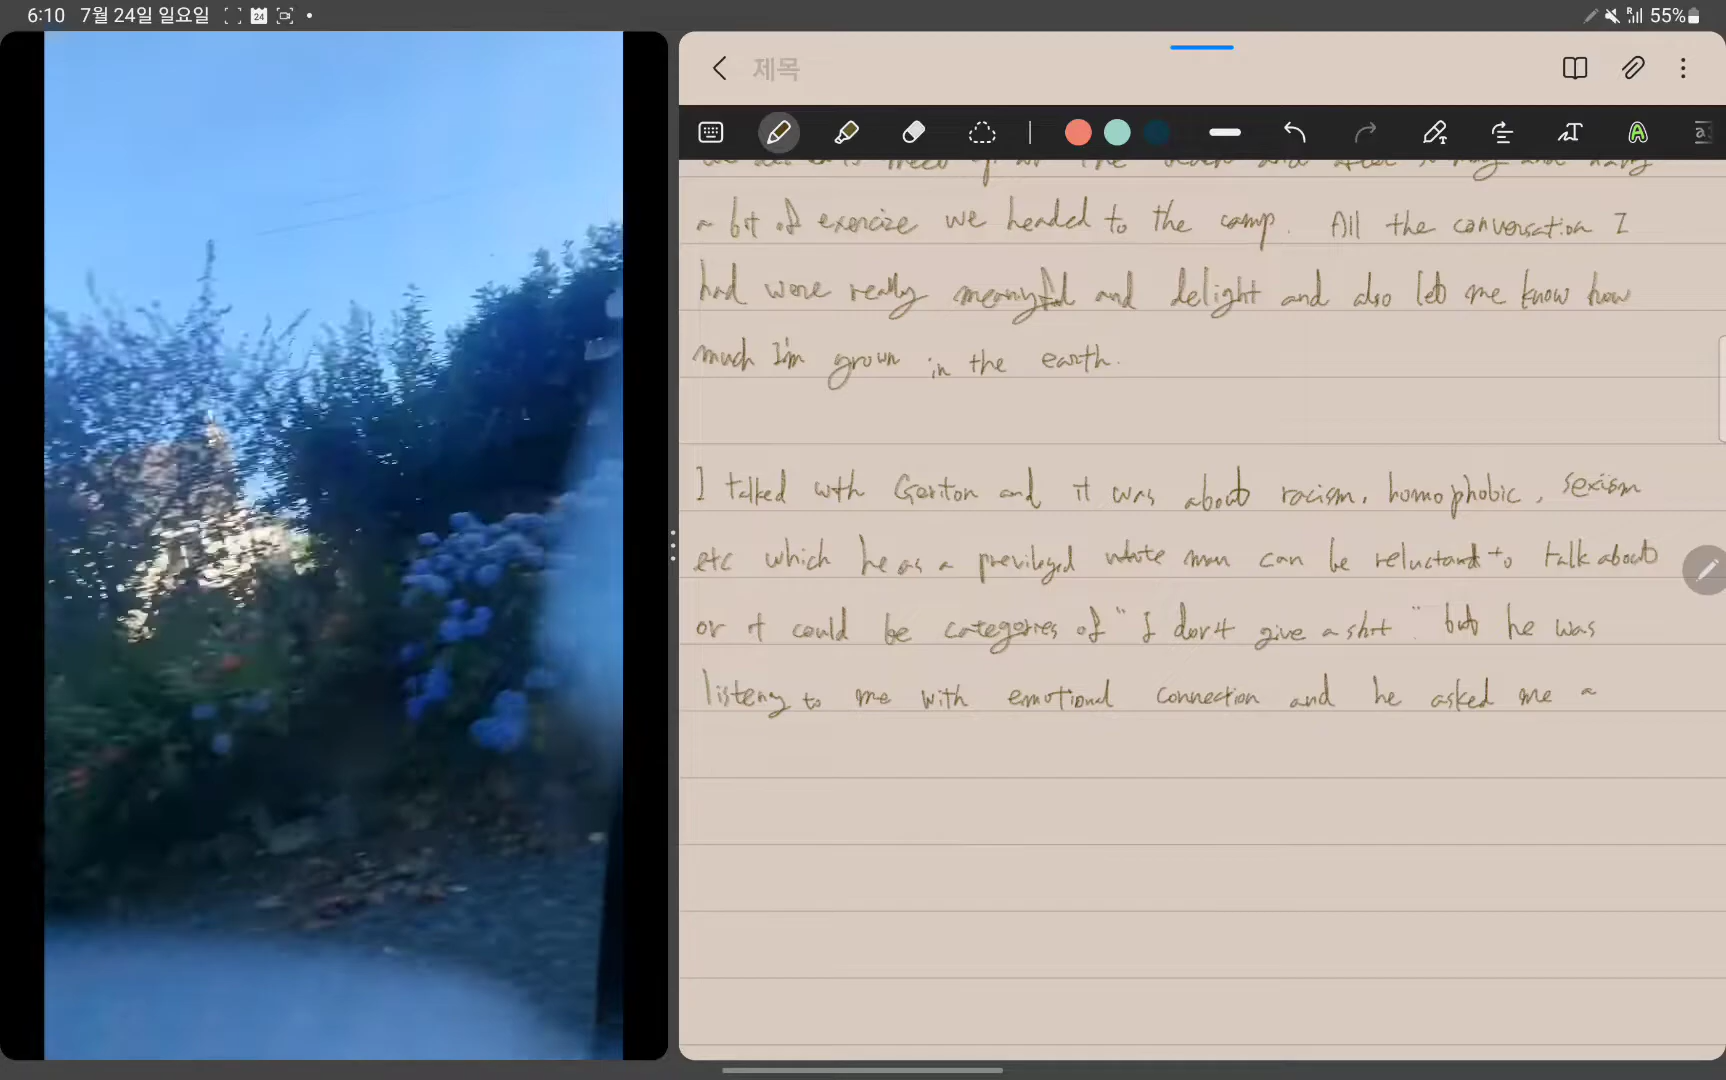 6:10 7월 24일 일요일 24 55%
제목
a bit of exercize we headed to the camp. All the conversation I
had were really meanigful and delight and also let me know how
much I'm grown in the earth.
I talked with and it was about racism, homophobic, sexism
etc which he as a previleged white man can be reluctant to talk about
or it could be categories of "I don't give a shit" but he was
listeng to me with emotional connection and he asked me a